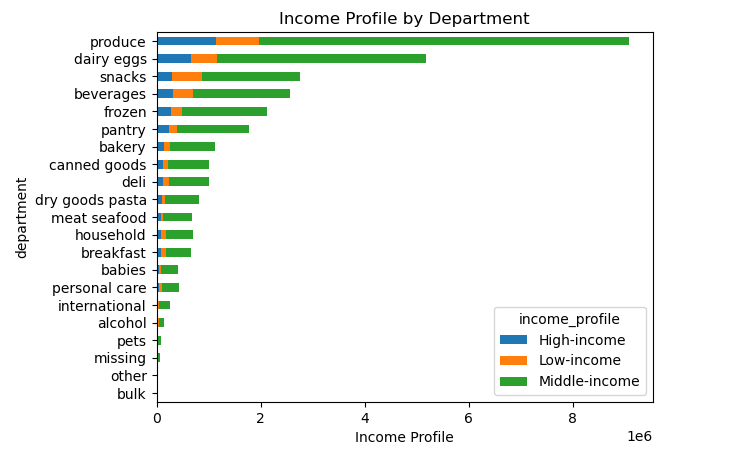 Income Profile by Department
produce
dairy eggs
snacks
beverages
frozen
pantry
bakery
canned goods
deli
dry goods pasta
meat seafood
household
breakfast
babies
personal care
international
alcohol
pets
missing
other
bulk
department
income_profile
High-income
Low-income
Middle-income
0 2 4 6 8
1e6
Income Profile